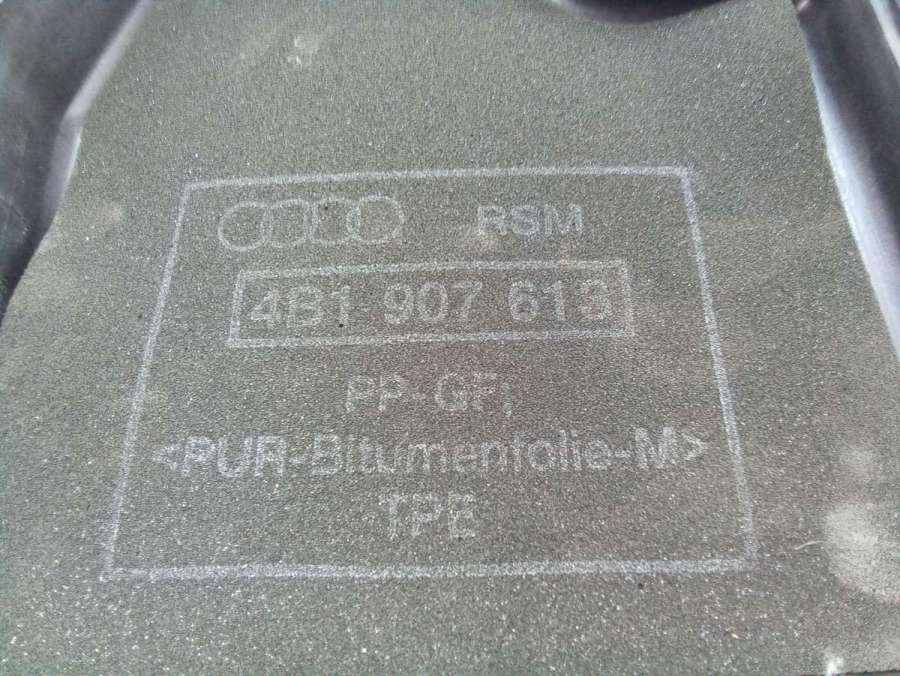 RSM
4B1 907 613
PP-GF,
<PUR-Bitumenfolie-M>
TPE